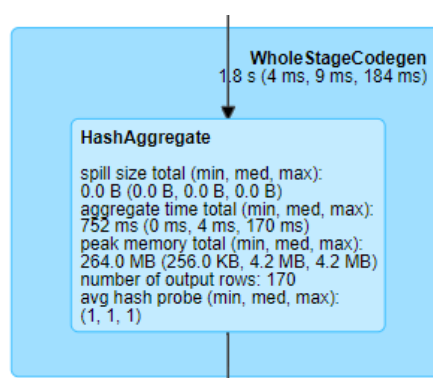 WholeStageCodegen
1.8 s (4 ms, 9 ms, 184 ms)
HashAggregate
spill size total (min, med, max):
0.0 B (0.0 B, 0.0 B, 0.0 B)
aggregate time total (min, med, max):
752 ms (0 ms, 4 ms, 170 ms)
peak memory total (min, med, max):
264.0 MB (256.0 KB, 4.2 MB, 4.2 MB)
number of output rows: 170
avg hash probe (min, med, max):
(1, 1, 1)